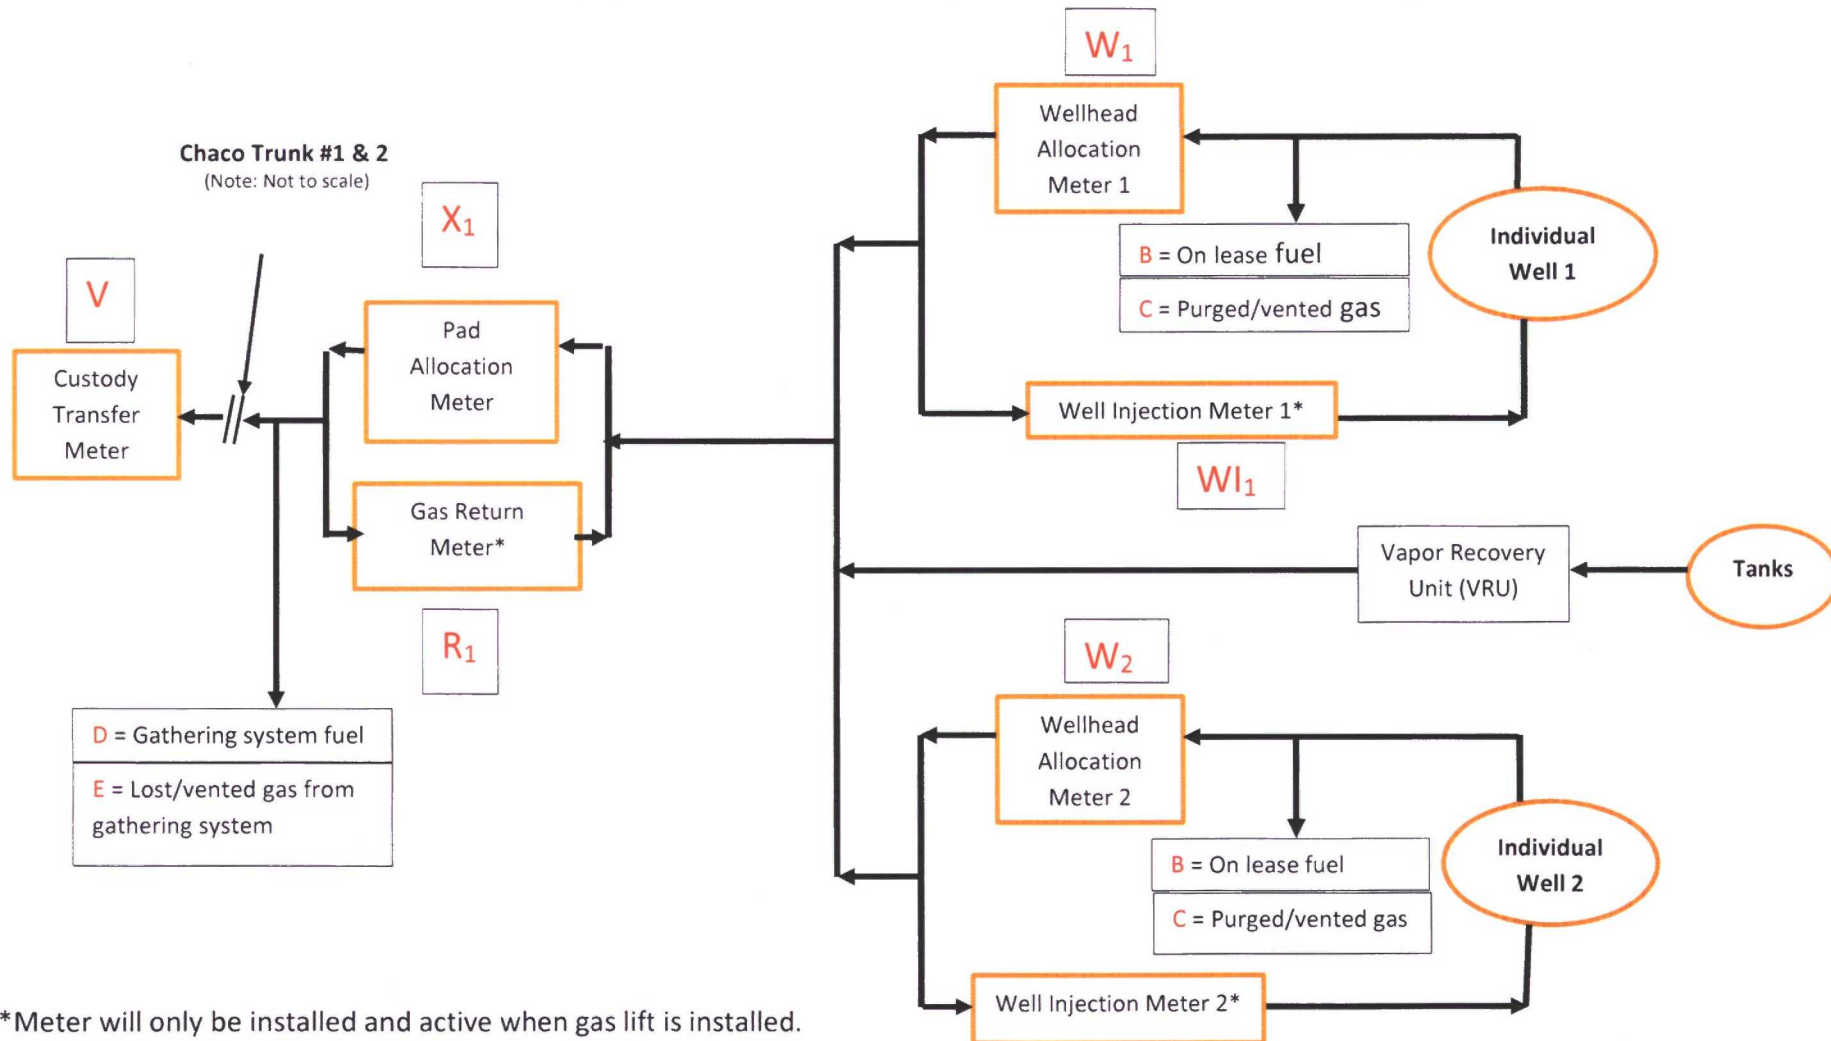 W1
Wellhead
Allocation
Meter 1
Chaco Trunk #1 & 2
(Note: Not to scale)
X1
B = On lease fuel
C = Purged/vented gas
Individual
Well 1
V
Pad
Allocation
Meter
Custody
Transfer
Meter
Well Injection Meter 1*
WI1
Gas Return
Meter*
Vapor Recovery
Unit (VRU)
Tanks
R1
W2
D = Gathering system fuel
E = Lost/vented gas from
gathering system
Wellhead
Allocation
Meter 2
B = On lease fuel
C = Purged/vented gas
Individual
Well 2
Well Injection Meter 2*
*Meter will only be installed and active when gas lift is installed.